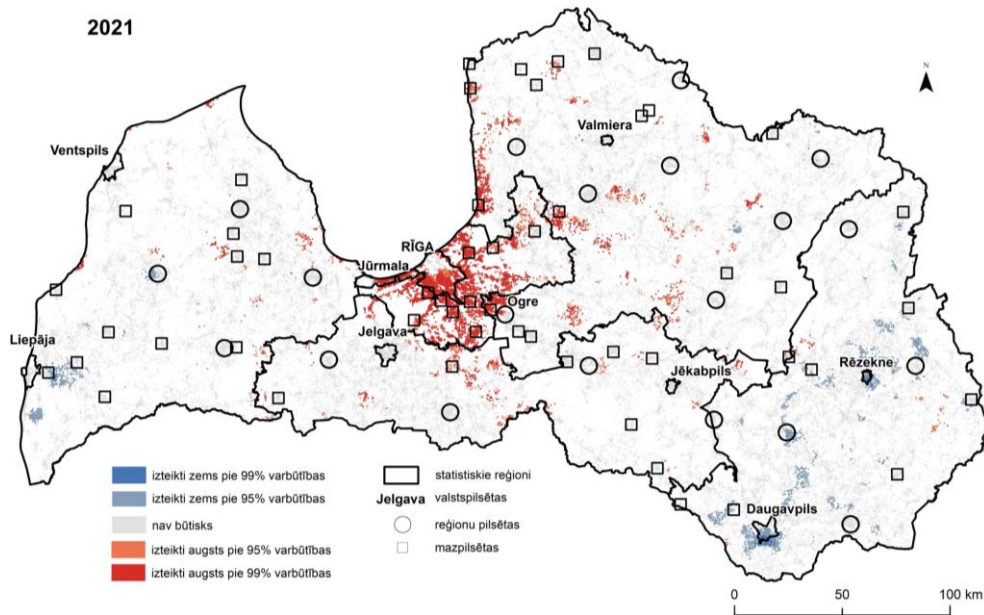 2021
N
Valmiera
Ventspils
RĪGA
Jūrmala
Ogre
Jelgava
Liepāja
Rēzekne
Jēkabpils
Daugavpils
izteikti zems pie 99% varbūtības
izteikti zems pie 95% varbūtības
nav būtisks
izteikti augsts pie 95% varbūtības
izteikti augsts pie 99% varbūtības
statistiskie reģioni
Jelgava valstspilsētas
reģionu pilsētas
mazpilsētas
0 50 100 km